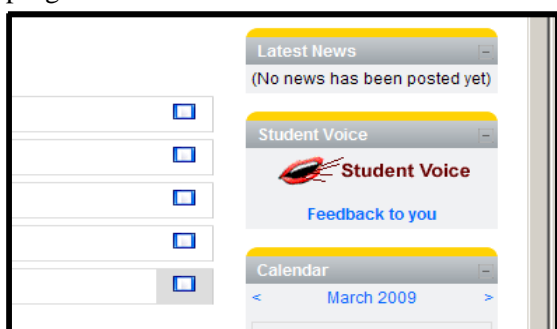 Latest News
(No news has been posted yet)
Student Voice
Student Voice
Feedback to you
Calendar
< March 2009 >